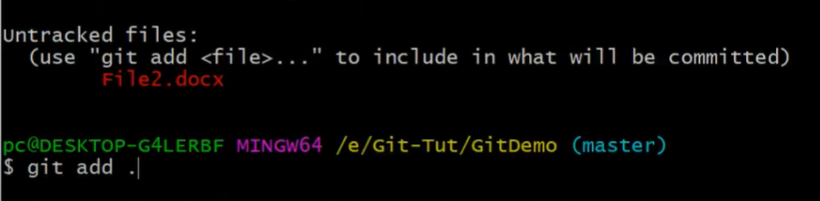 Untracked files:
(use "git add <file>..." to include in what will be committed)
File2.docx
pc@DESKTOP-G4LERBF MINGW64 /e/Git-Tut/GitDemo (master)
$ git add .